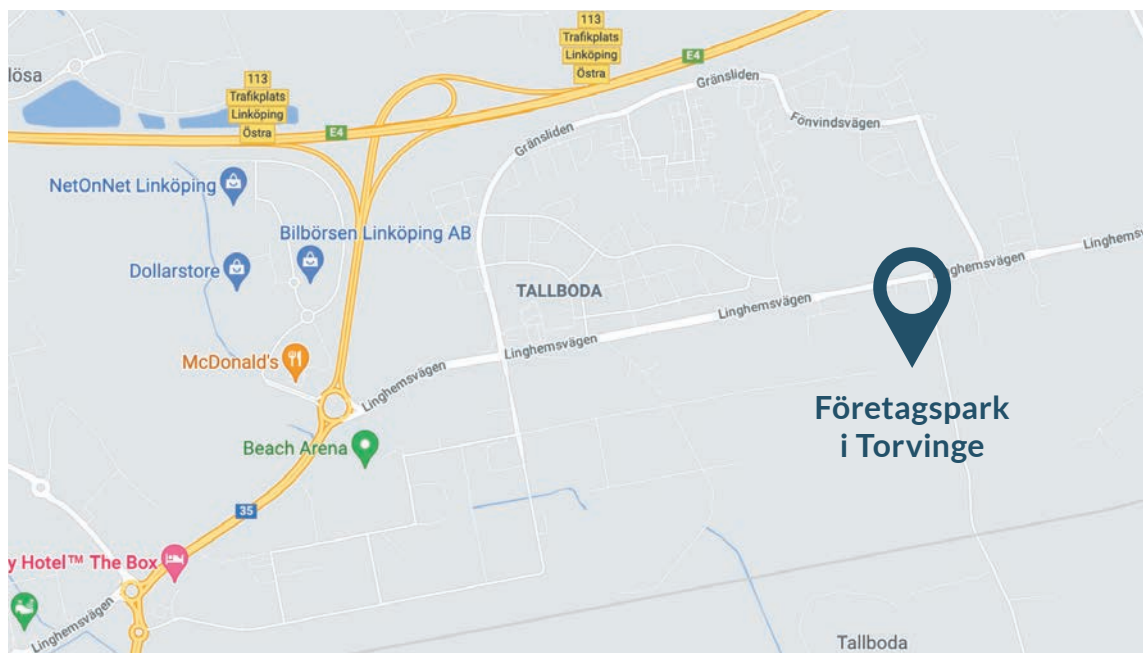 113
Trafikplats
Linköping
Östra
E4
lösa
113
Trafikplats
Linköping
Östra
E4
Gränsliden
Gränsliden
Fönvindsvägen
NetOnNet Linköping
Bilbörsen Linköping AB
Dollarstore
TALLBODA
Linghemsvägen
Linghemsv
Linghemsvägen
Linghemsvägen
McDonald's
Linghemsvägen
Företagspark
i Torvinge
Beach Arena
35
y Hotel™ The Box
Linghemsvägen
Tallboda